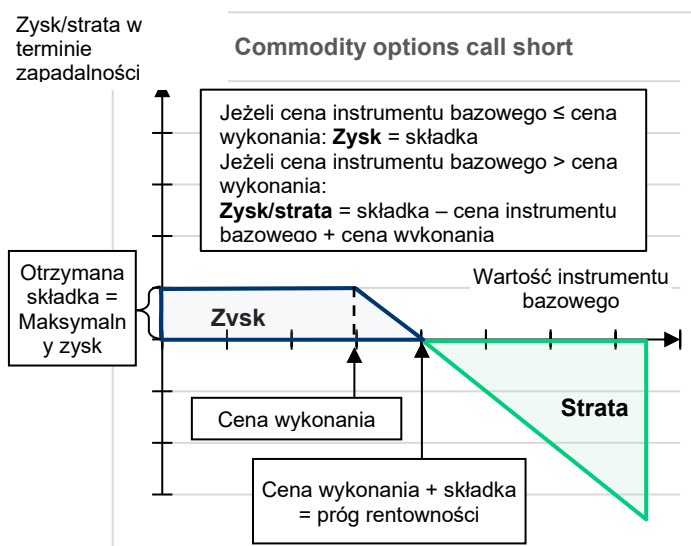 Zysk/strata w
terminie
zapadalności
Commodity options call short
Jeżeli cena instrumentu bazowego ≤ cena
wykonania: Zysk = składka
Jeżeli cena instrumentu bazowego > cena
wykonania:
Zysk/strata = składka – cena instrumentu
bazowego + cena wykonania
Otrzymana
składka =
Maksymaln
y zysk
Wartość instrumentu
bazowego
Zysk
Strata
Cena wykonania
Cena wykonania + składka
= próg rentowności